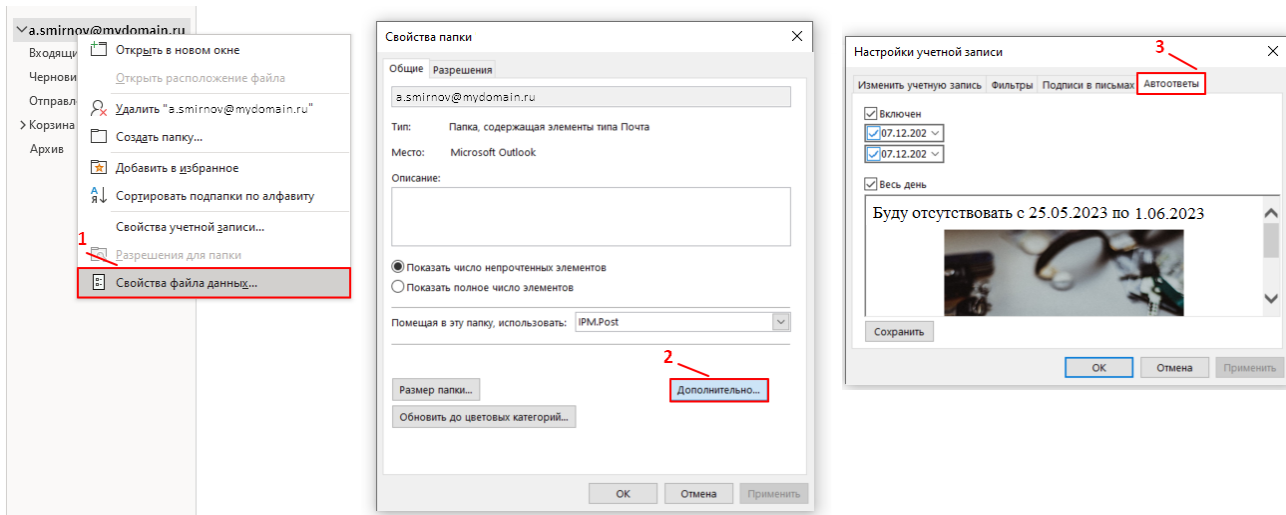 a.smirnov@mydomain.ru
Входящи
Чернови
Отправл
Корзина
Архив
Открыть в новом окне
Открыть расположение файла
Удалить "a.smirnov@mydomain.ru"
Создать папку...
Добавить в избранное
Сортировать подпапки по алфавиту
Свойства учетной записи...
1
Разрешения для папки
Свойства файла данных...
Свойства папки
Общие
Разрешения
a.smirnov@mydomain.ru
Тип: Папка, содержащая элементы типа Почта
Место: Microsoft Outlook
Описание:
Показать число непрочтенных элементов
Показать полное число элементов
Помещая в эту папку, использовать: IPM.Post
2
Размер папки...
Дополнительно...
Обновить до цветовых категорий...
ОК
Отмена
Применить
3
Настройки учетной записи
Изменить учетную запись
Фильтры
Подписи в письмах
Автоответы
Включен
07.12.202
07.12.202
Весь день
Буду отсутствовать с 25.05.2023 по 1.06.2023
Сохранить
ОК
Отмена
Применить